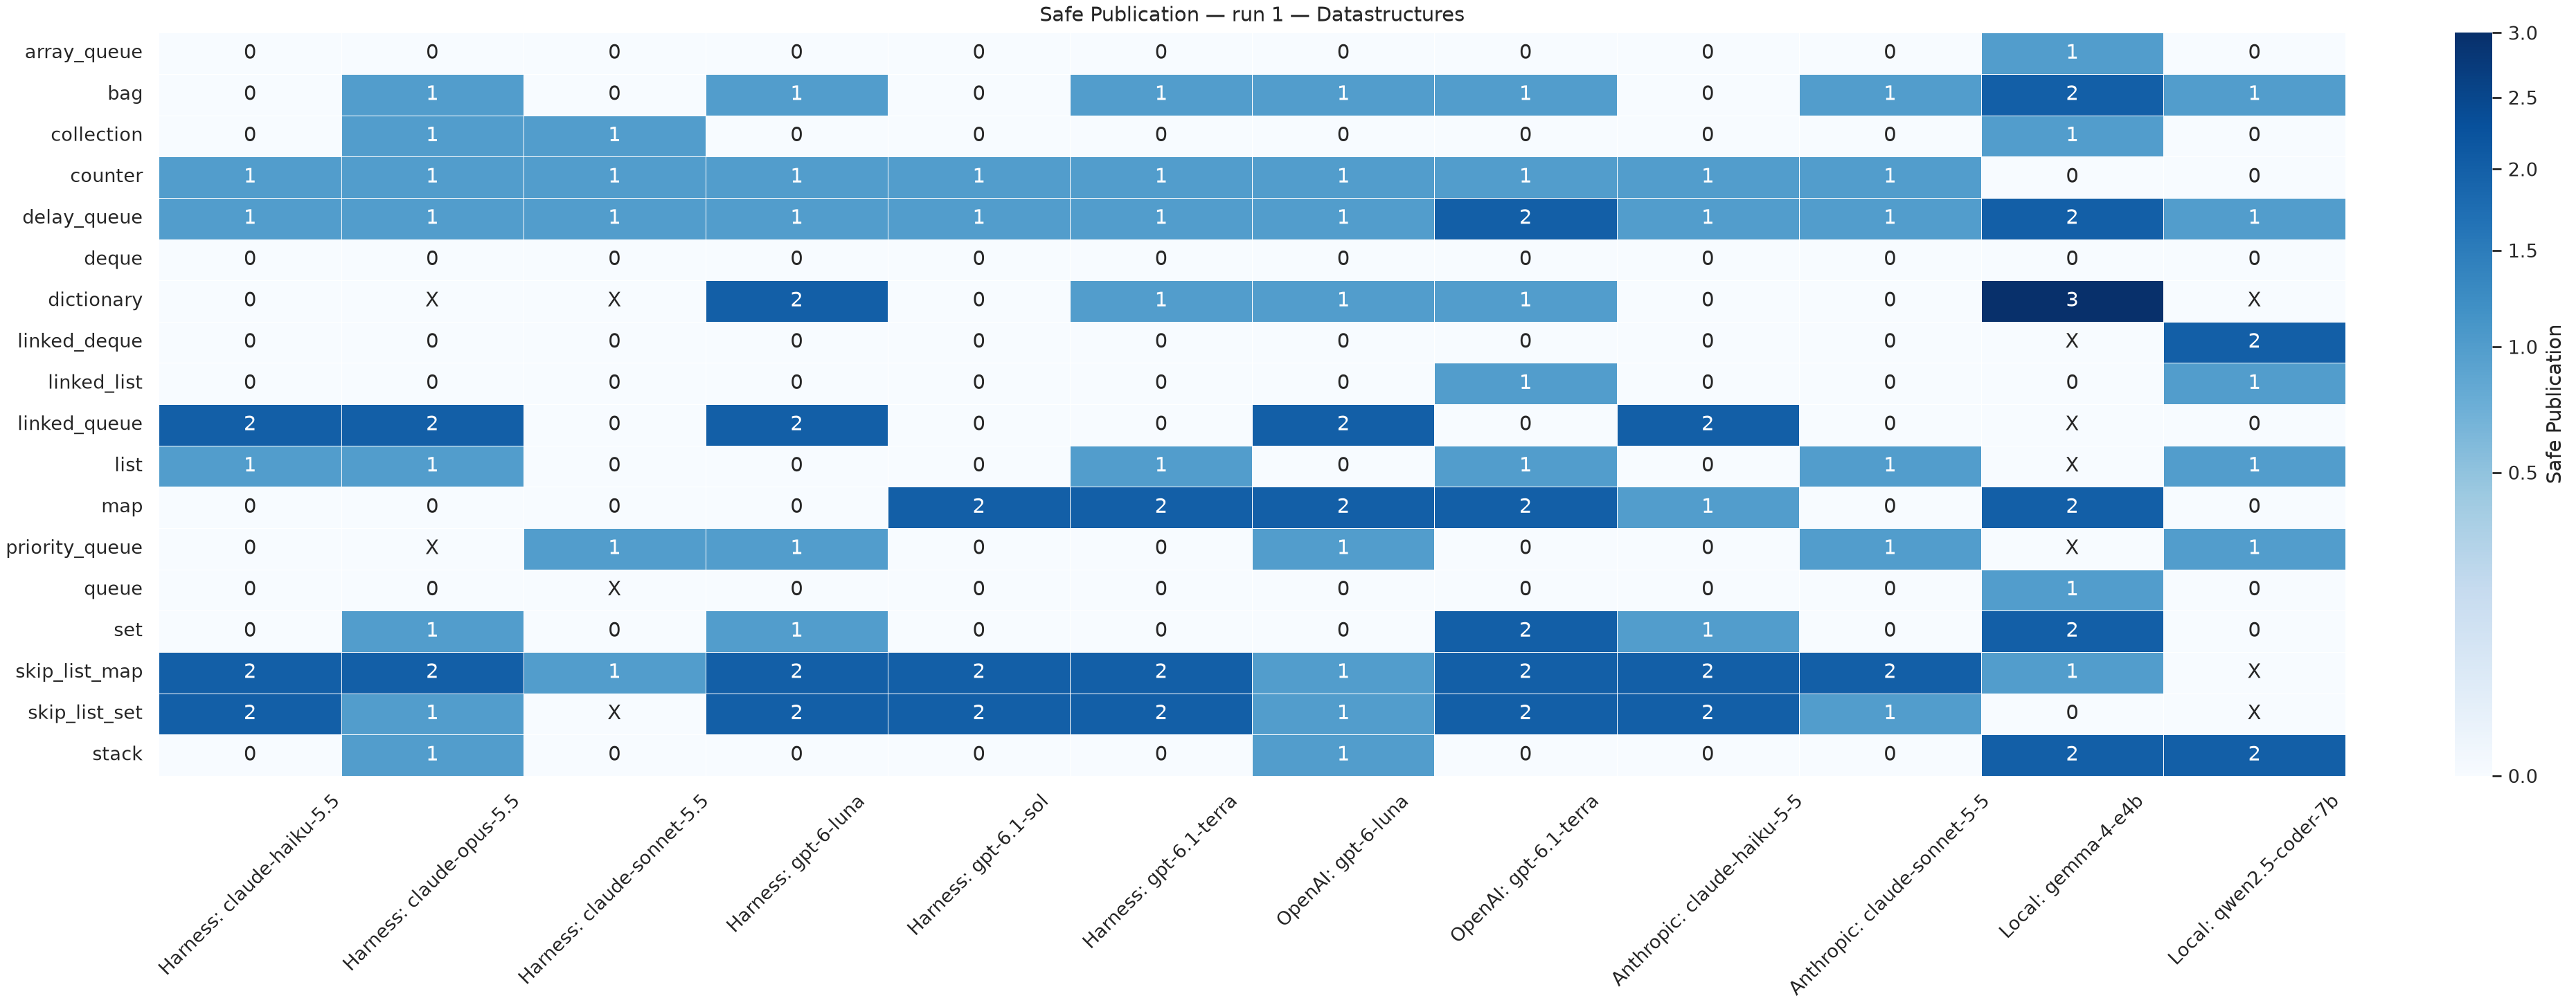 Safe Publication — run 1 — Datastructures
array_queue 0 0 0 0 0 0 0 0 0 0 1 0
bag 0 1 0 1 0 1 1 1 0 1 2 1
collection 0 1 1 0 0 0 0 0 0 0 1 0
counter 1 1 1 1 1 1 1 1 1 1 0 0
delay_queue 1 1 1 1 1 1 1 2 1 1 2 1
deque 0 0 0 0 0 0 0 0 0 0 0 0
dictionary 0 X X 2 0 1 1 1 0 0 3 X
linked_deque 0 0 0 0 0 0 0 0 0 0 X 2
linked_list 0 0 0 0 0 0 0 1 0 0 0 1
linked_queue 2 2 0 2 0 0 2 0 2 0 X 0
list 1 1 0 0 0 1 0 1 0 1 X 1
map 0 0 0 0 2 2 2 2 1 0 2 0
priority_queue 0 X 1 1 0 0 1 0 0 1 X 1
queue 0 0 X 0 0 0 0 0 0 0 1 0
set 0 1 0 1 0 0 0 2 1 0 2 0
skip_list_map 2 2 1 2 2 2 1 2 2 2 1 X
skip_list_set 2 1 X 2 2 2 1 2 2 1 0 X
stack 0 1 0 0 0 0 1 0 0 0 2 2
Harness: claude-haiku-5.5
Harness: claude-opus-5.5
Harness: claude-sonnet-5.5
Harness: gpt-6-luna
Harness: gpt-6.1-sol
Harness: gpt-6.1-terra
OpenAI: gpt-6-luna
OpenAI: gpt-6.1-terra
Anthropic: claude-haiku-5-5
Anthropic: claude-sonnet-5-5
Local: gemma-4-e4b
Local: qwen2.5-coder-7b
3.0
2.5
2.0
1.5
1.0
0.5
0.0
Safe Publication